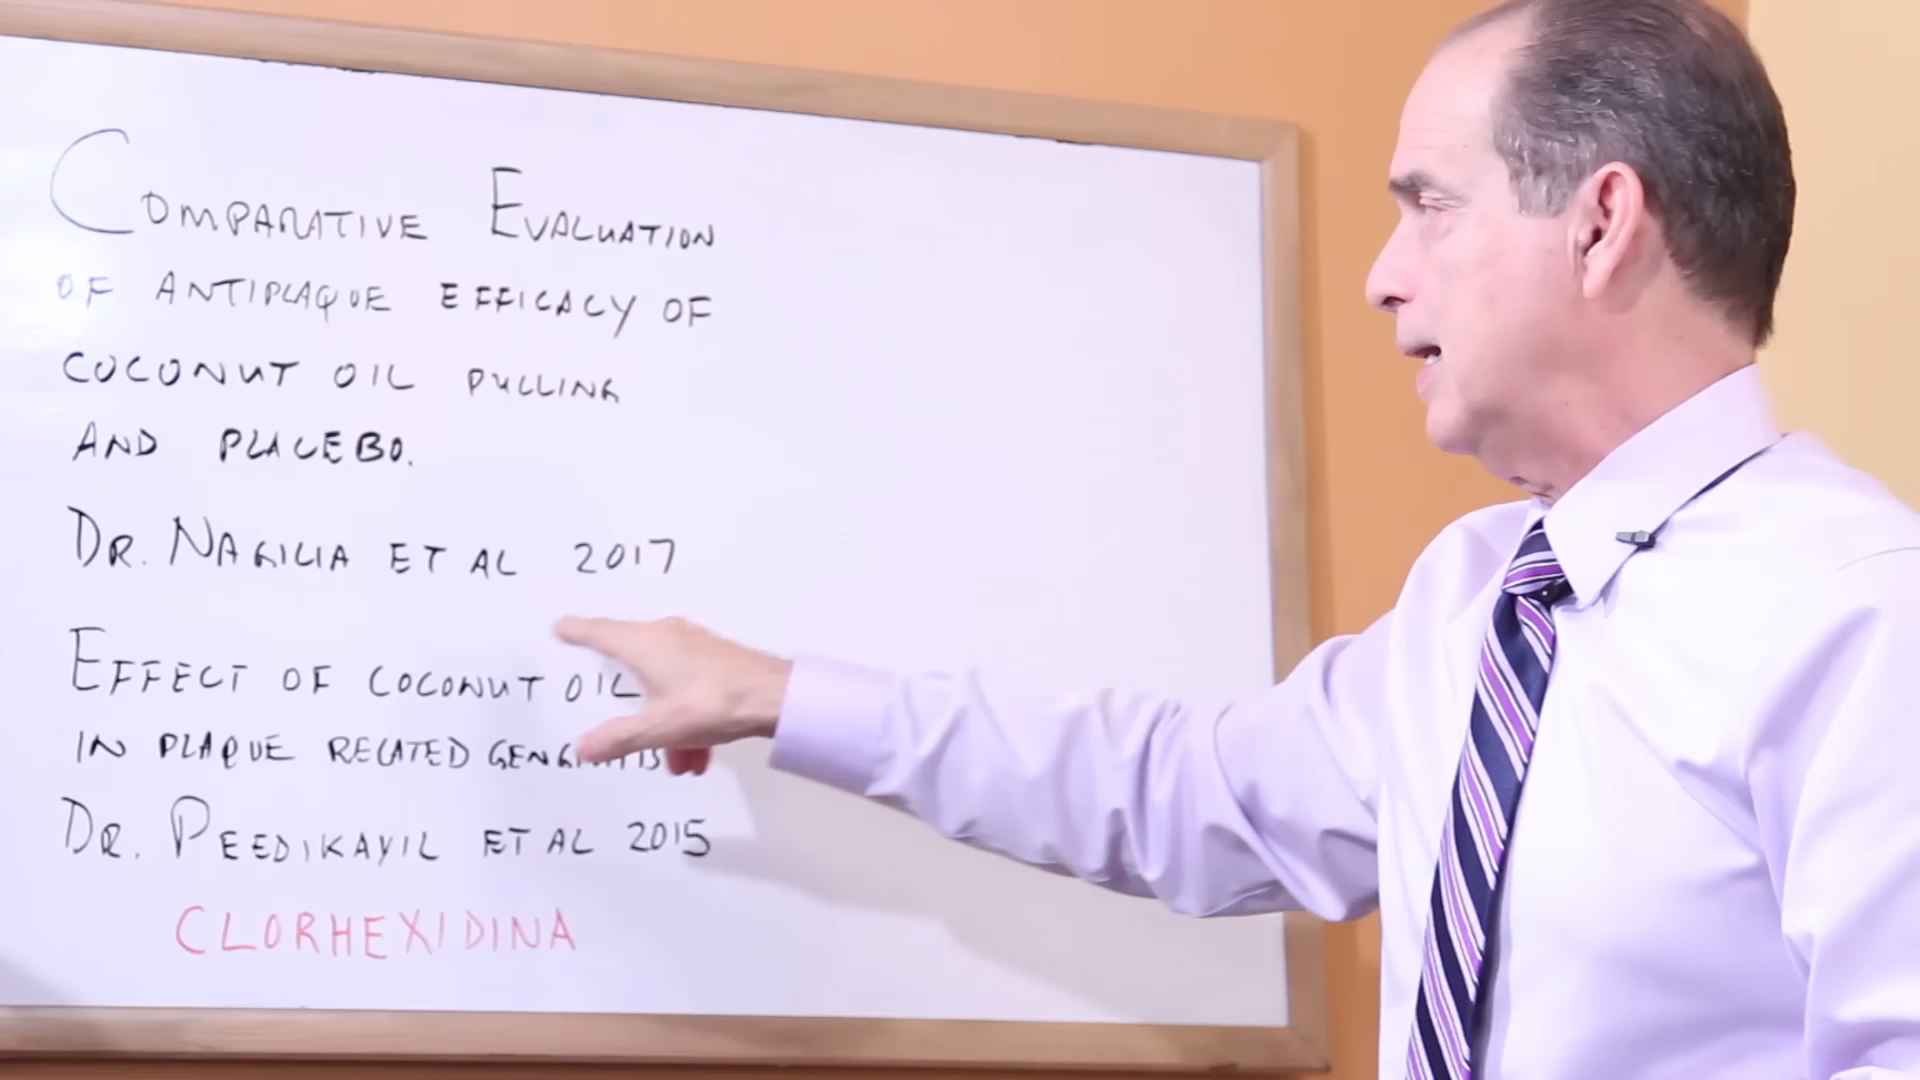 COMPARATIVE EVALUATION
OF ANTIPLAQUE EFFICACY OF
COCONUT OIL PULLING
AND PLACEBO.
DR. NAGILIA ET AL 2017
EFFECT OF COCONUT OIL
IN PLAQUE RELATED
DR. PEEDIKAYIL ET AL 2015
CLORHEXIDINA